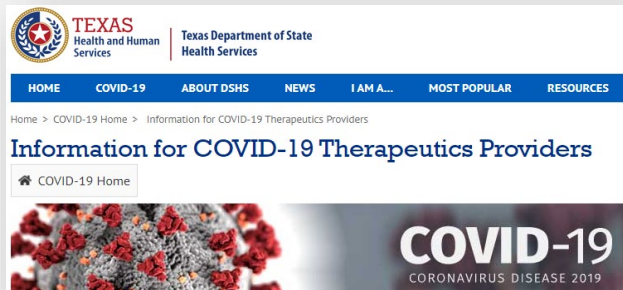 TEXAS
Health and Human
Services
Texas Department of State
Health Services
HOME COVID-19 ABOUT DSHS NEWS I AM A... MOST POPULAR RESOURCES
Home > COVID-19 Home > Information for COVID-19 Therapeutics Providers
Information for COVID-19 Therapeutics Providers
COVID-19 Home
COVID-19
CORONAVIRUS DISEASE 2019